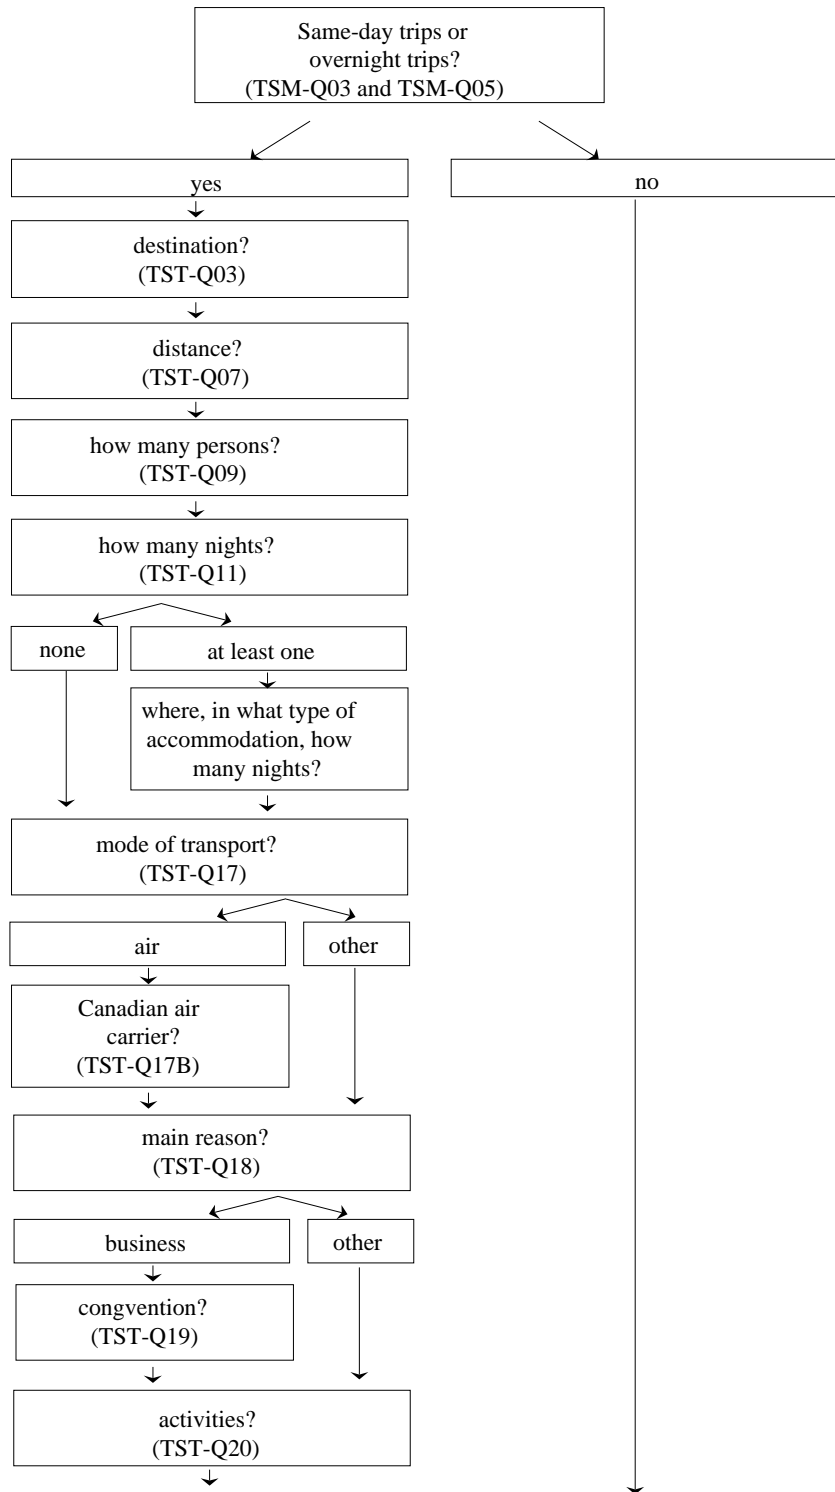 Same-day trips or
overnight trips?
(TSM-Q03 and TSM-Q05)
yes
no
destination?
(TST-Q03)
distance?
(TST-Q07)
how many persons?
(TST-Q09)
how many nights?
(TST-Q11)
none
at least one
where, in what type of
accommodation, how
many nights?
mode of transport?
(TST-Q17)
air
other
Canadian air
carrier?
(TST-Q17B)
main reason?
(TST-Q18)
business
other
congvention?
(TST-Q19)
activities?
(TST-Q20)